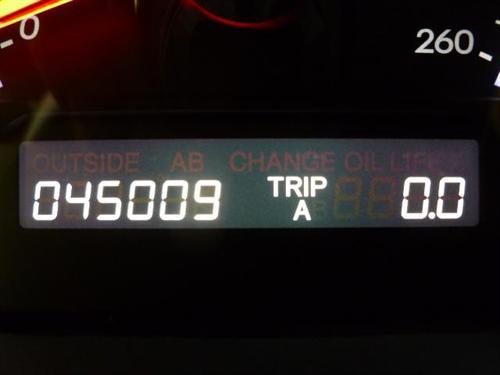 0 260
OUTSIDE AB CHANGE OIL LIFE
045009 TRIP A 0.0